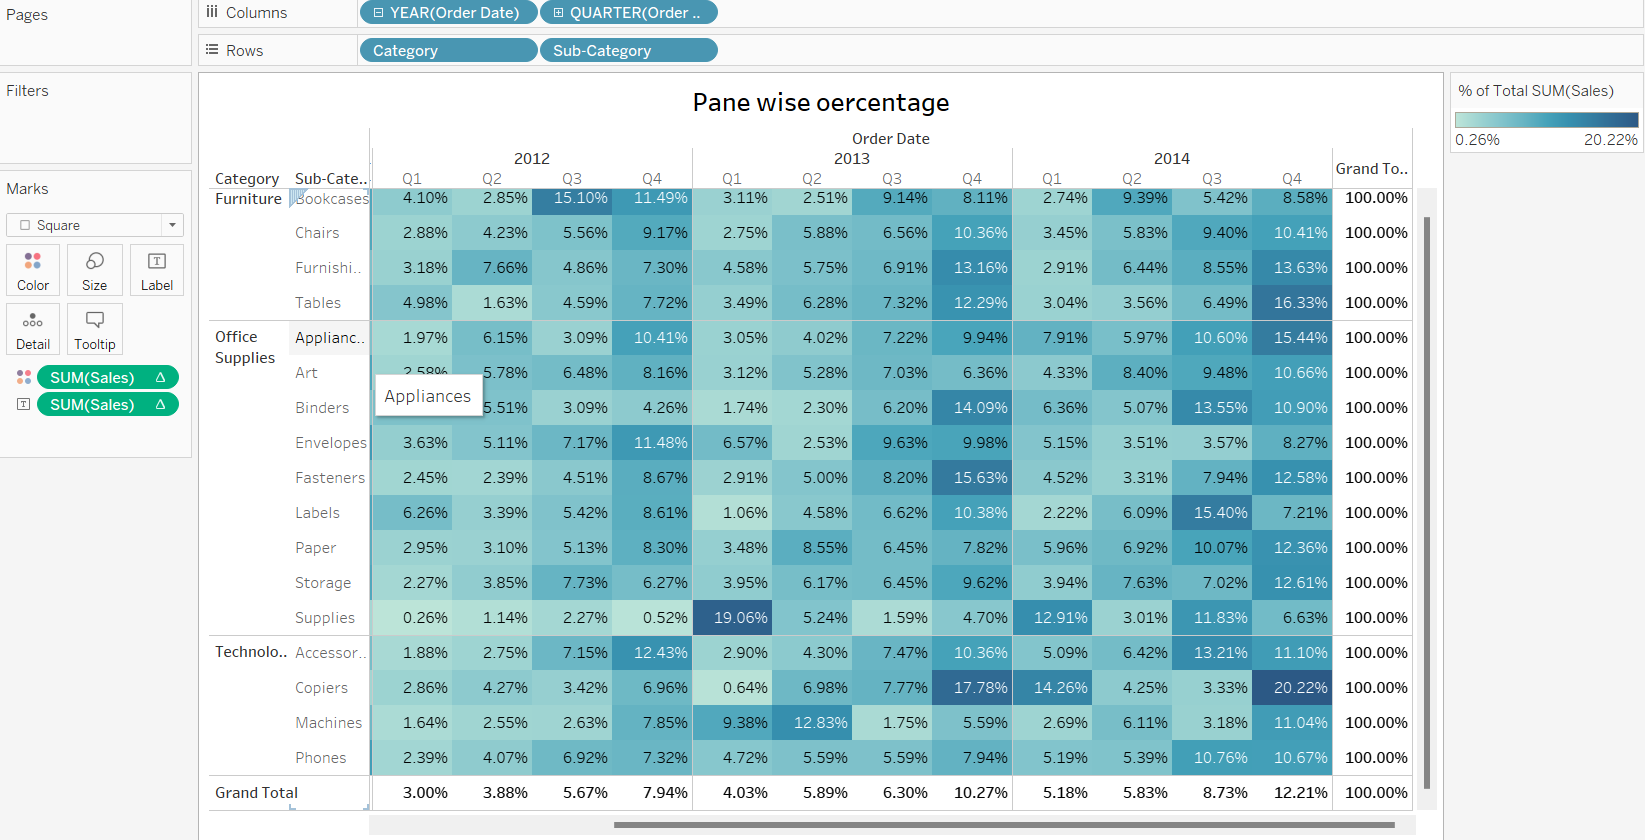 Pages
Columns
YEAR(Order Date)
QUARTER(Order ..
Rows
Category
Sub-Category
Filters
Marks
Square
Color
Size
Label
Detail
Tooltip
SUM(Sales) Δ
SUM(Sales) Δ
Pane wise oercentage
Order Date
2012 2013 2014
Category Sub-Cate.. Q1 Q2 Q3 Q4 Q1 Q2 Q3 Q4 Q1 Q2 Q3 Q4 Grand To..
Furniture Bookcases 4.10% 2.85% 15.10% 11.49% 3.11% 2.51% 9.14% 8.11% 2.74% 9.39% 5.42% 8.58% 100.00%
Chairs 2.88% 4.23% 5.56% 9.17% 2.75% 5.88% 6.56% 10.36% 3.45% 5.83% 9.40% 10.41% 100.00%
Furnishi.. 3.18% 7.66% 4.86% 7.30% 4.58% 5.75% 6.91% 13.16% 2.91% 6.44% 8.55% 13.63% 100.00%
Tables 4.98% 1.63% 4.59% 7.72% 3.49% 6.28% 7.32% 12.29% 3.04% 3.56% 6.49% 16.33% 100.00%
Office Supplies Applianc.. 1.97% 6.15% 3.09% 10.41% 3.05% 4.02% 7.22% 9.94% 7.91% 5.97% 10.60% 15.44% 100.00%
Art 2.58% 5.78% 6.48% 8.16% 3.12% 5.28% 7.03% 6.36% 4.33% 8.40% 9.48% 10.66% 100.00%
Appliances
Binders 5.51% 3.09% 4.26% 1.74% 2.30% 6.20% 14.09% 6.36% 5.07% 13.55% 10.90% 100.00%
Envelopes 3.63% 5.11% 7.17% 11.48% 6.57% 2.53% 9.63% 9.98% 5.15% 3.51% 3.57% 8.27% 100.00%
Fasteners 2.45% 2.39% 4.51% 8.67% 2.91% 5.00% 8.20% 15.63% 4.52% 3.31% 7.94% 12.58% 100.00%
Labels 6.26% 3.39% 5.42% 8.61% 1.06% 4.58% 6.62% 10.38% 2.22% 6.09% 15.40% 7.21% 100.00%
Paper 2.95% 3.10% 5.13% 8.30% 3.48% 8.55% 6.45% 7.82% 5.96% 6.92% 10.07% 12.36% 100.00%
Storage 2.27% 3.85% 7.73% 6.27% 3.95% 6.17% 6.45% 9.62% 3.94% 7.63% 7.02% 12.61% 100.00%
Supplies 0.26% 1.14% 2.27% 0.52% 19.06% 5.24% 1.59% 4.70% 12.91% 3.01% 11.83% 6.63% 100.00%
Technolo.. Accessor.. 1.88% 2.75% 7.15% 12.43% 2.90% 4.30% 7.47% 10.36% 5.09% 6.42% 13.21% 11.10% 100.00%
Copiers 2.86% 4.27% 3.42% 6.96% 0.64% 6.98% 7.77% 17.78% 14.26% 4.25% 3.33% 20.22% 100.00%
Machines 1.64% 2.55% 2.63% 7.85% 9.38% 12.83% 1.75% 5.59% 2.69% 6.11% 3.18% 11.04% 100.00%
Phones 2.39% 4.07% 6.92% 7.32% 4.72% 5.59% 5.59% 7.94% 5.19% 5.39% 10.76% 10.67% 100.00%
Grand Total 3.00% 3.88% 5.67% 7.94% 4.03% 5.89% 6.30% 10.27% 5.18% 5.83% 8.73% 12.21% 100.00%
% of Total SUM(Sales)
0.26% 20.22%